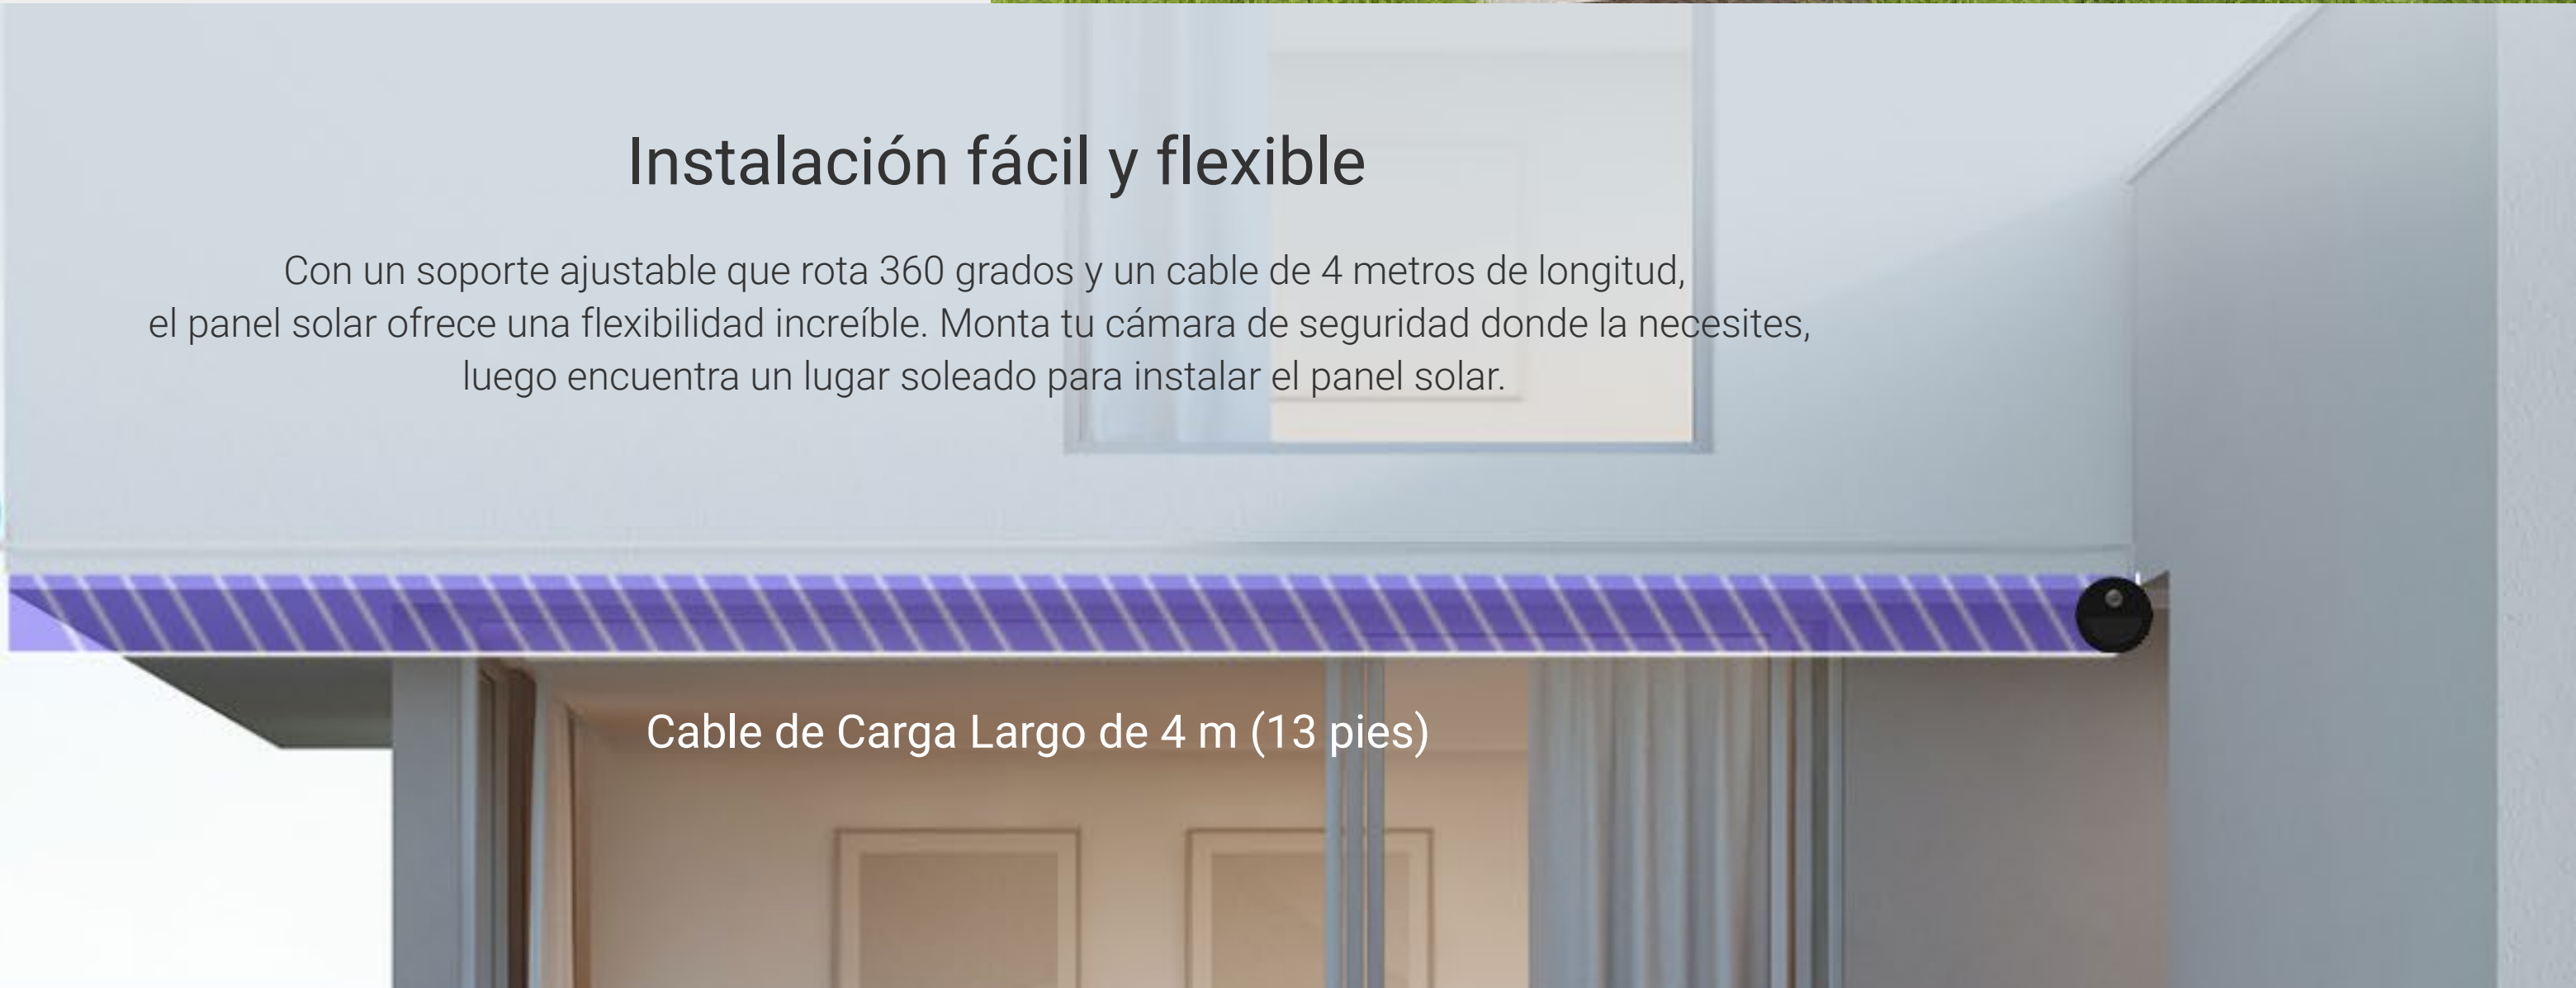 Instalación fácil y flexible
Con un soporte ajustable que rota 360 grados y un cable de 4 metros de longitud,
el panel solar ofrece una flexibilidad increíble. Monta tu cámara de seguridad donde la necesites,
luego encuentra un lugar soleado para instalar el panel solar.
Cable de Carga Largo de 4 m (13 pies)